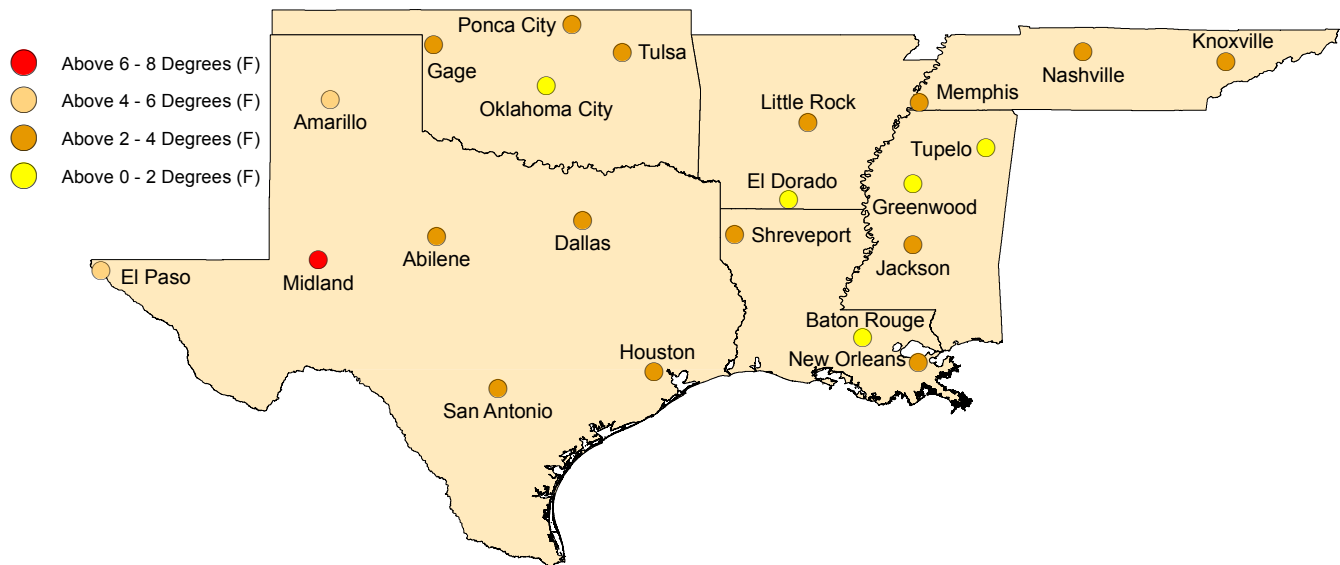 Above 6 - 8 Degrees (F)
Above 4 - 6 Degrees (F)
Above 2 - 4 Degrees (F)
Above 0 - 2 Degrees (F)
Ponca City
Gage
Tulsa
Oklahoma City
Amarillo
Little Rock
Memphis
Nashville
Knoxville
Tupelo
El Dorado
Greenwood
El Paso
Midland
Abilene
Dallas
Shreveport
Jackson
Baton Rouge
New Orleans
Houston
San Antonio